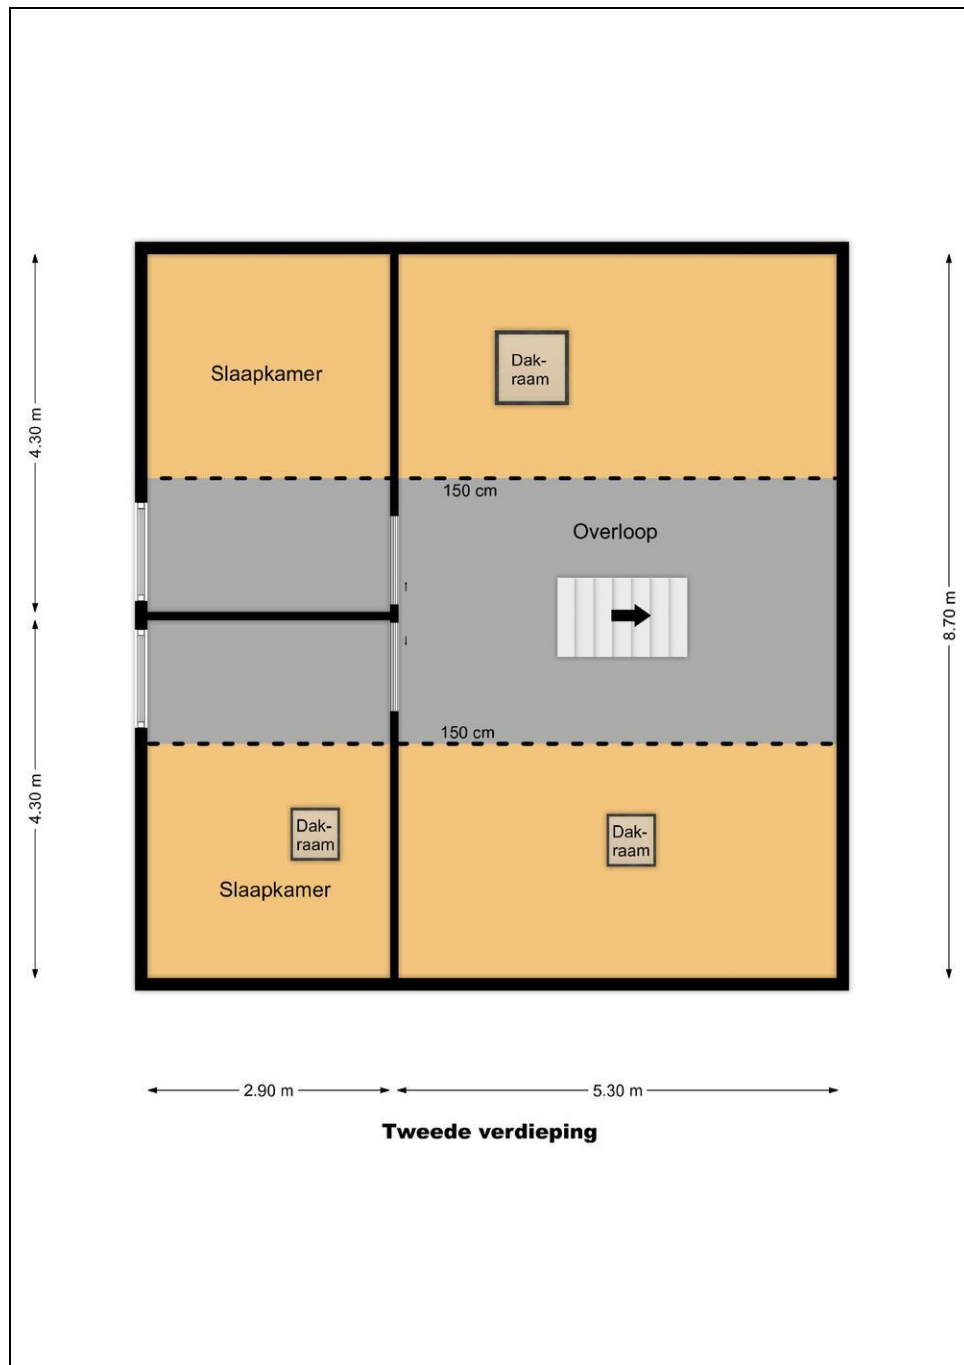 Dak-
raam
Slaapkamer
4.30 m
150 cm
Overloop
8.70 m
150 cm
4.30 m
Dak-
raam
Dak-
raam
Slaapkamer
2.90 m
5.30 m
Tweede verdieping